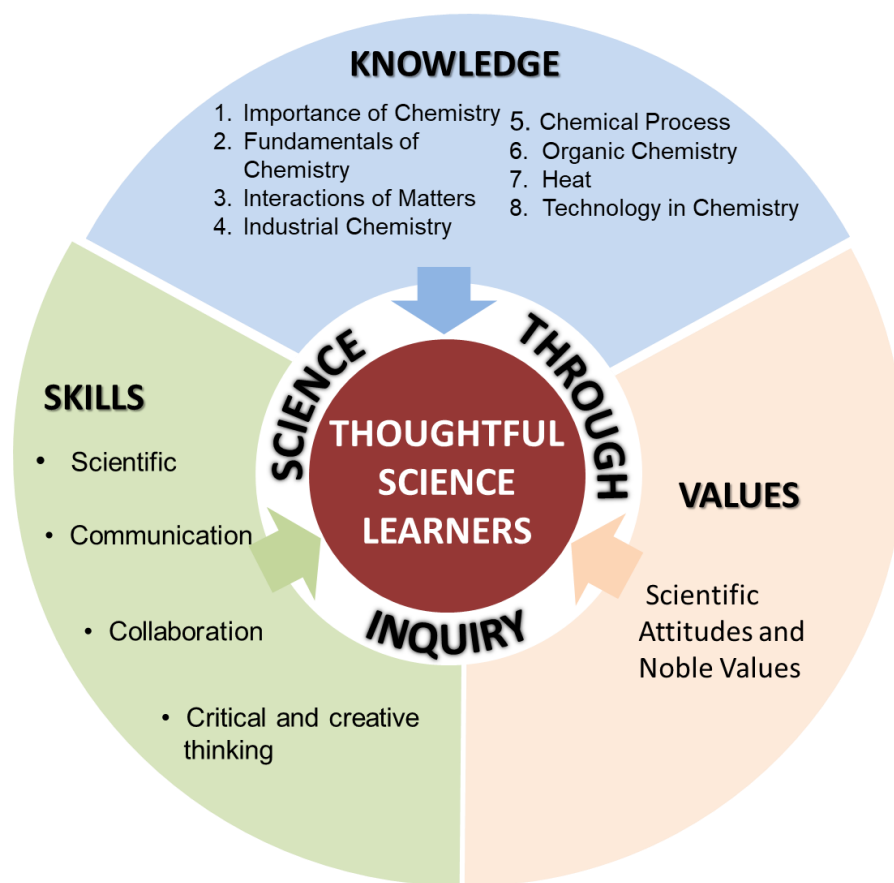 KNOWLEDGE
1. Importance of Chemistry
2. Fundamentals of
Chemistry
3. Interactions of Matters
4. Industrial Chemistry
5. Chemical Process
6. Organic Chemistry
7. Heat
8. Technology in Chemistry
SCIENCE
THROUGH
INQUIRY
THOUGHTFUL
SCIENCE
LEARNERS
SKILLS
• Scientific
• Communication
• Collaboration
• Critical and creative
thinking
VALUES
Scientific
Attitudes and
Noble Values